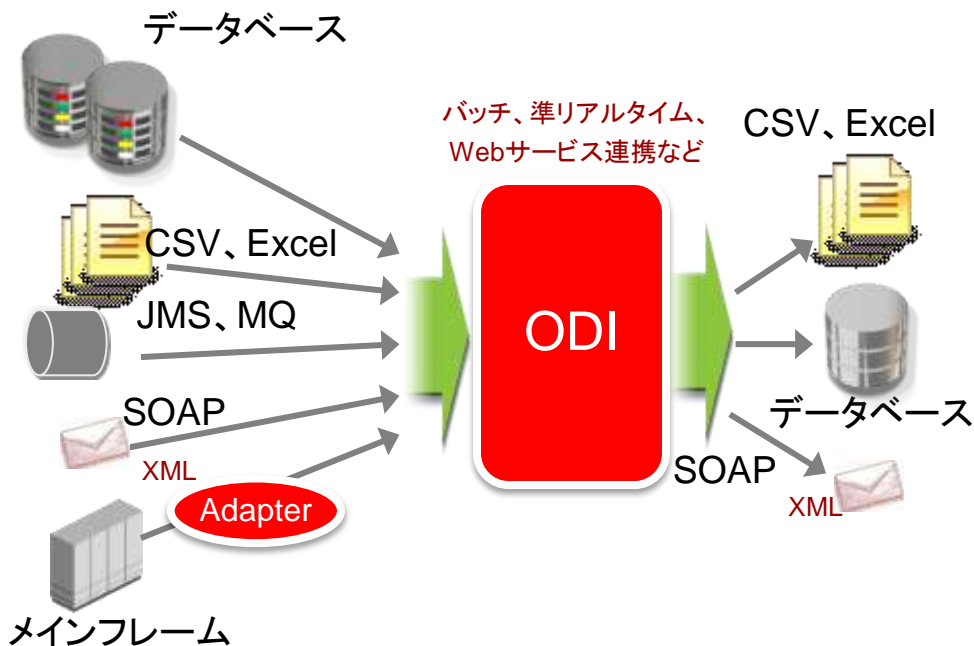 データベース
バッチ、準リアルタイム、
Webサービス連携など
CSV、Excel
CSV、Excel
JMS、MQ
ODI
SOAP
XML
Adapter
メインフレーム
データベース
SOAP
XML